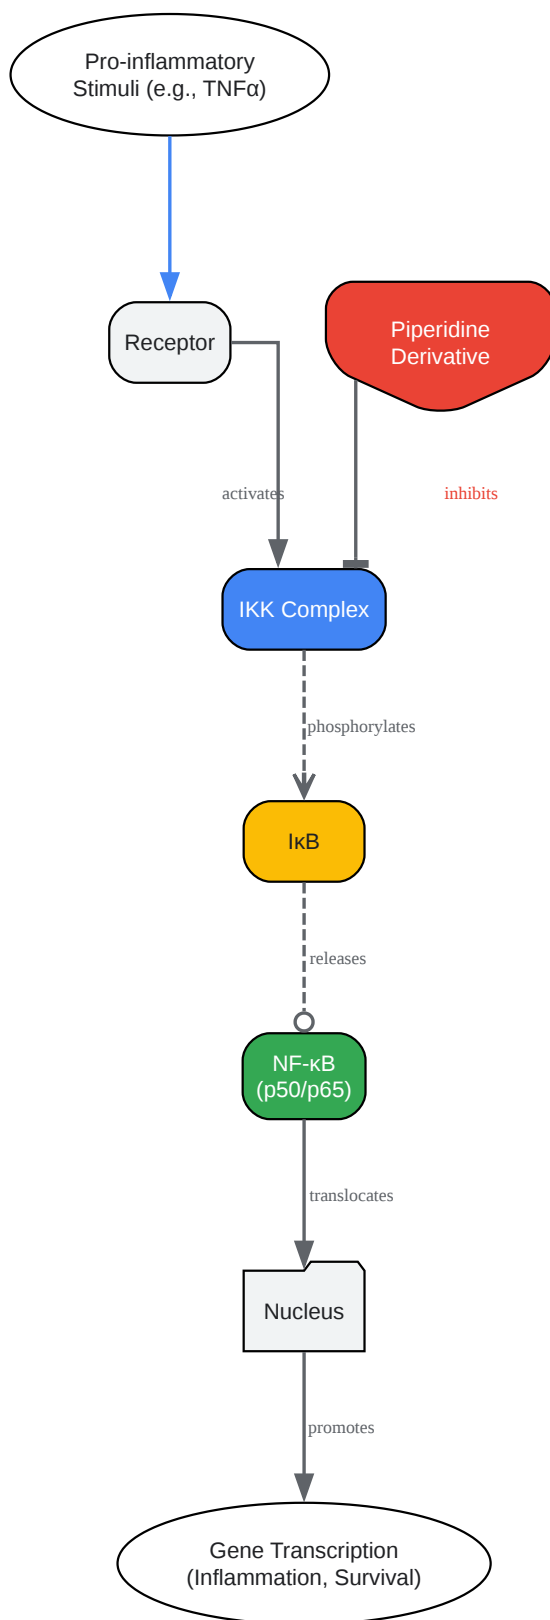 Pro-inflammatory
Stimuli (e.g., TNFα)
Receptor
Piperidine
Derivative
activates
inhibits
IKK Complex
phosphorylates
IκB
releases
NF-κB
(p50/p65)
translocates
Nucleus
promotes
Gene Transcription
(Inflammation, Survival)